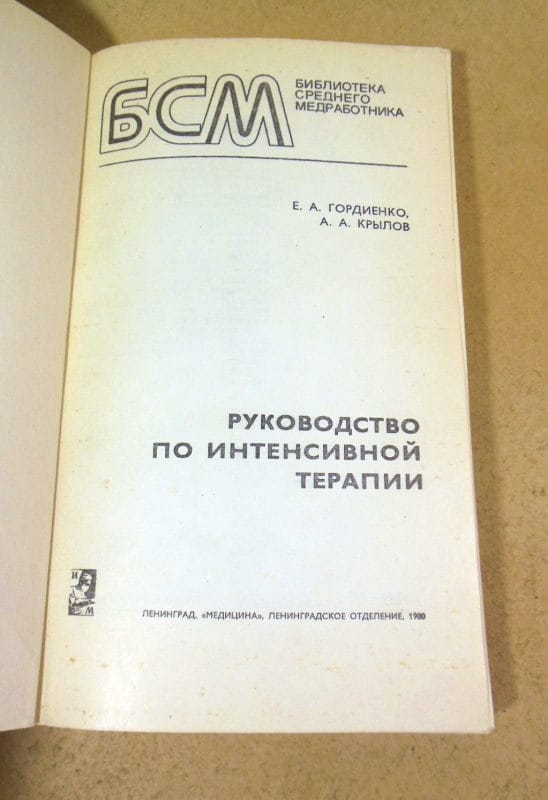 БСМ
БИБЛИОТЕКА
СРЕДНЕГО
МЕДРАБОТНИКА
Е. А. ГОРДИЕНКО,
А. А. КРЫЛОВ
РУКОВОДСТВО
ПО ИНТЕНСИВНОЙ
ТЕРАПИИ
И
М
ЛЕНИНГРАД, «МЕДИЦИНА», ЛЕНИНГРАДСКОЕ ОТДЕЛЕНИЕ, 1980